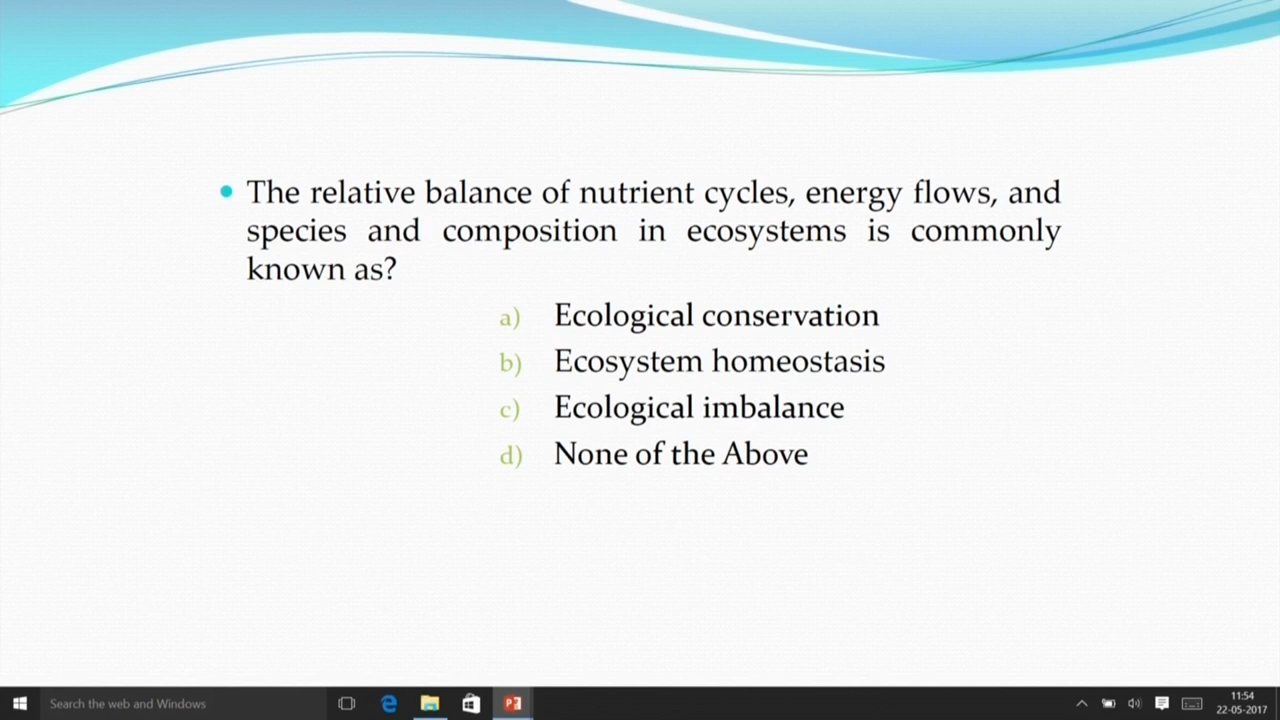 The relative balance of nutrient cycles, energy flows, and
species and composition in ecosystems is commonly
known as?
a) Ecological conservation
b) Ecosystem homeostasis
c) Ecological imbalance
d) None of the Above
Search the web and Windows
11:54
22-05-2017